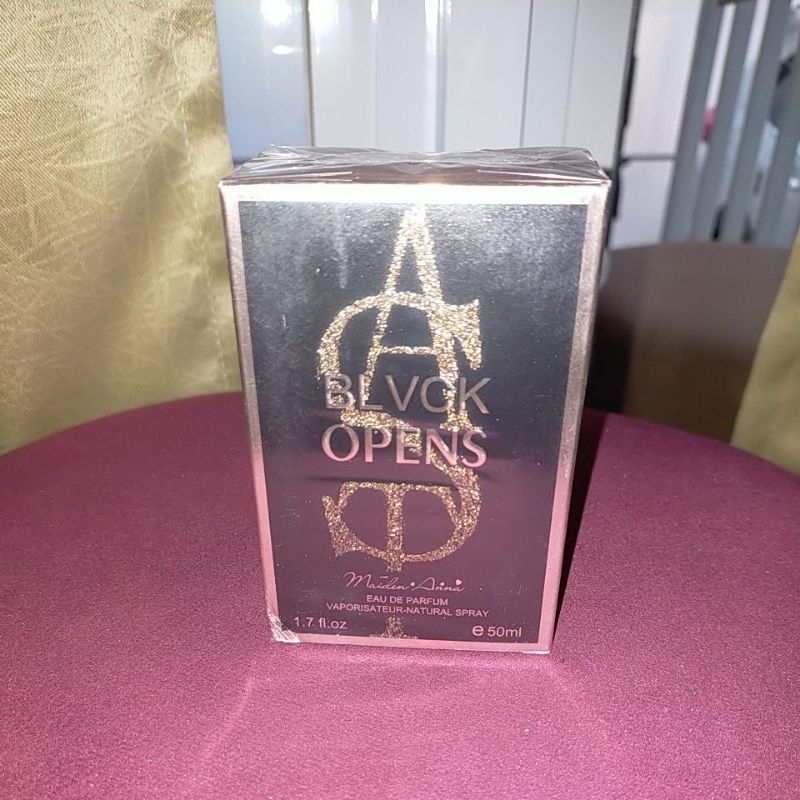 BLVCK
OPENS
Maiden•Anna
EAU DE PARFUM
VAPORISATEUR-NATURAL SPRAY
1.7 fl.oz
e 50ml